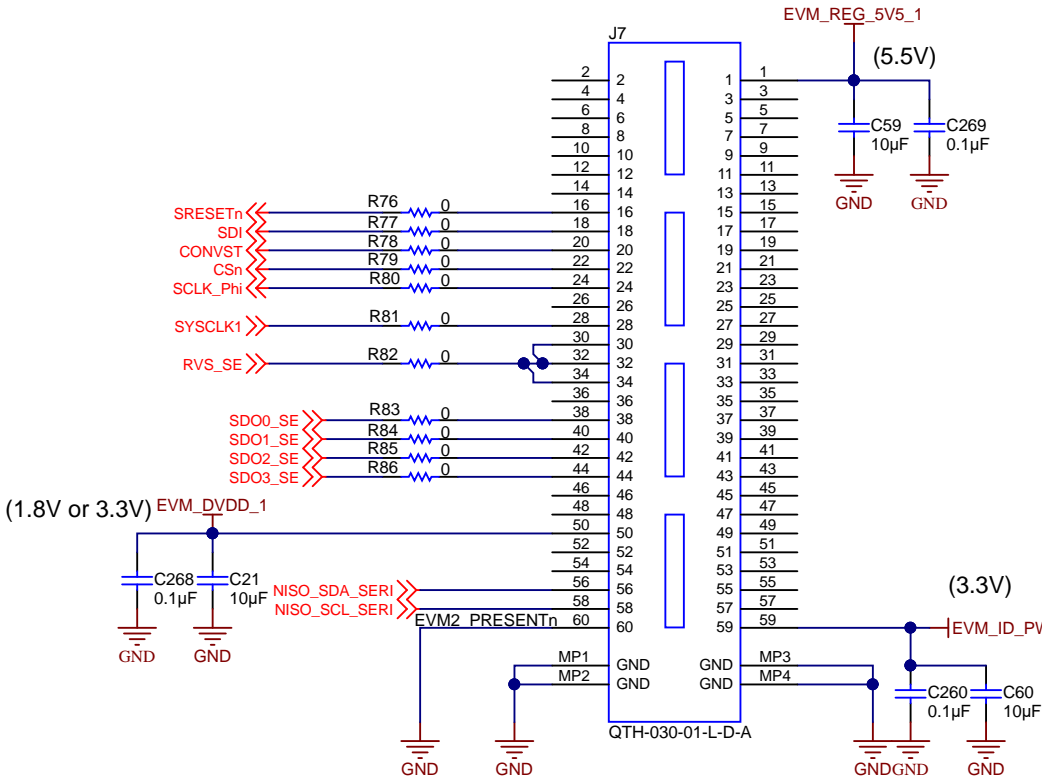 EVM_REG_5V5_1
J7
(5.5V)
2 2 1 1
4 4 3 3
6 6 5 5
8 8 7 7
10 10 9 9
12 12 11 11
14 14 13 13
C59 10µF
C269 0.1µF
GND GND
SRESETn R76 0 16 16 15 15
SDI R77 0 18 18 17 17
CONVST R78 0 20 20 19 19
CSn R79 0 22 22 21 21
SCLK_Phi R80 0 24 24 23 23
26 26 25 25
SYSCLK1 R81 0 28 28 27 27
30 30 29 29
RVS_SE R82 0 32 32 31 31
34 34 33 33
36 36 35 35
SDO0_SE R83 0 38 38 37 37
SDO1_SE R84 0 40 40 39 39
SDO2_SE R85 0 42 42 41 41
SDO3_SE R86 0 44 44 43 43
46 46 45 45
(1.8V or 3.3V) EVM_DVDD_1
48 48 47 47
50 50 49 49
52 52 51 51
54 54 53 53
C268 0.1µF
C21 10µF
GND GND
NISO_SDA_SERI 56 56 55 55
NISO_SCL_SERI 58 58 57 57
(3.3V)
EVM2_PRESENTn 60 60 59 59 EVM_ID_PW
MP1 GND GND MP3
MP2 GND GND MP4
C260 0.1µF
C60 10µF
QTH-030-01-L-D-A
GND GND GND GND GND